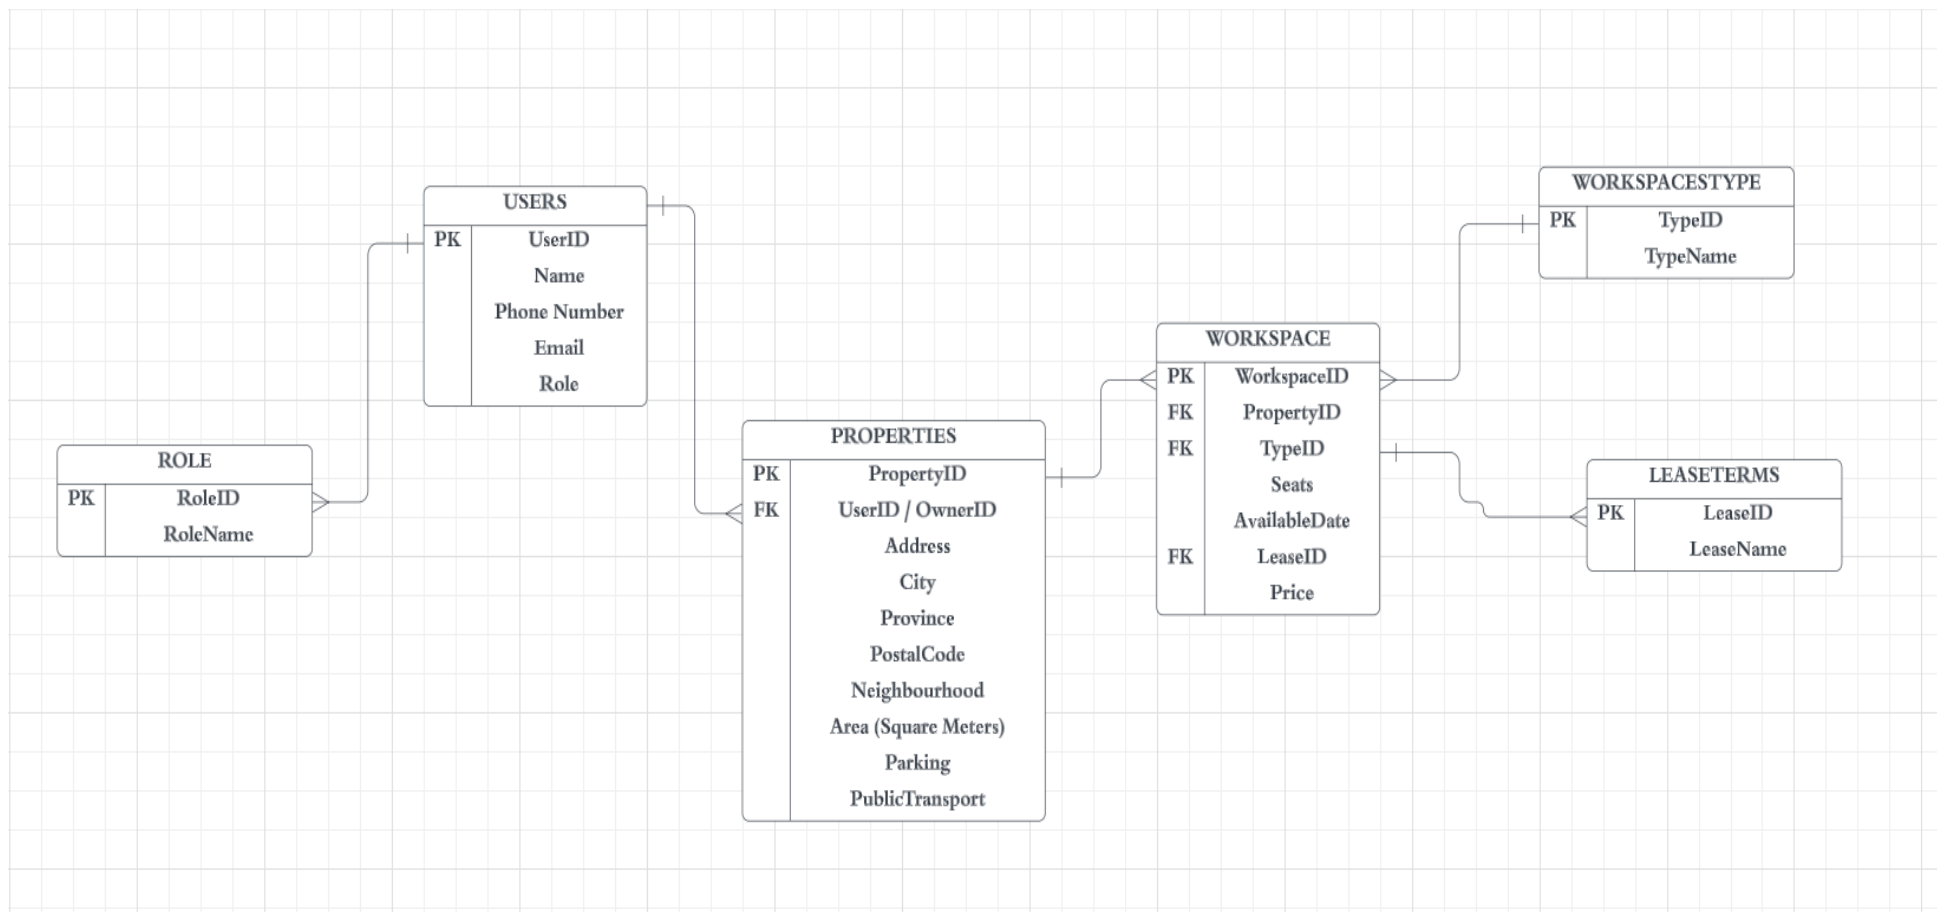 USERS
PK UserID
Name
Phone Number
Email
Role
ROLE
PK RoleID
RoleName
PROPERTIES
PK PropertyID
FK UserID / OwnerID
Address
City
Province
PostalCode
Neighbourhood
Area (Square Meters)
Parking
PublicTransport
WORKSPACE
PK WorkspaceID
FK PropertyID
FK TypeID
Seats
AvailableDate
FK LeaseID
Price
WORKSPACESTYPE
PK TypeID
TypeName
LEASETERMS
PK LeaseID
LeaseName